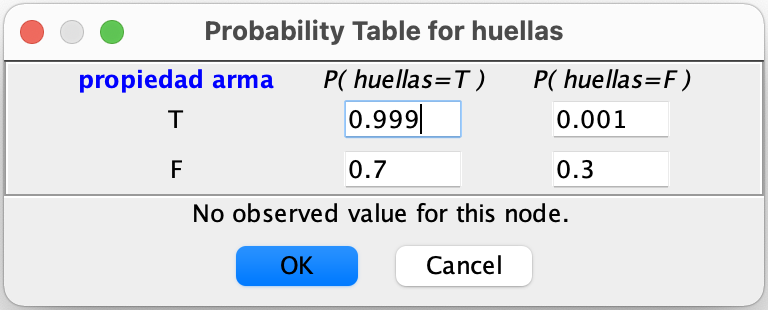 Probability Table for huellas
propiedad arma P( huellas=T ) P( huellas=F )
T 0.999 0.001
F 0.7 0.3
No observed value for this node.
OK Cancel